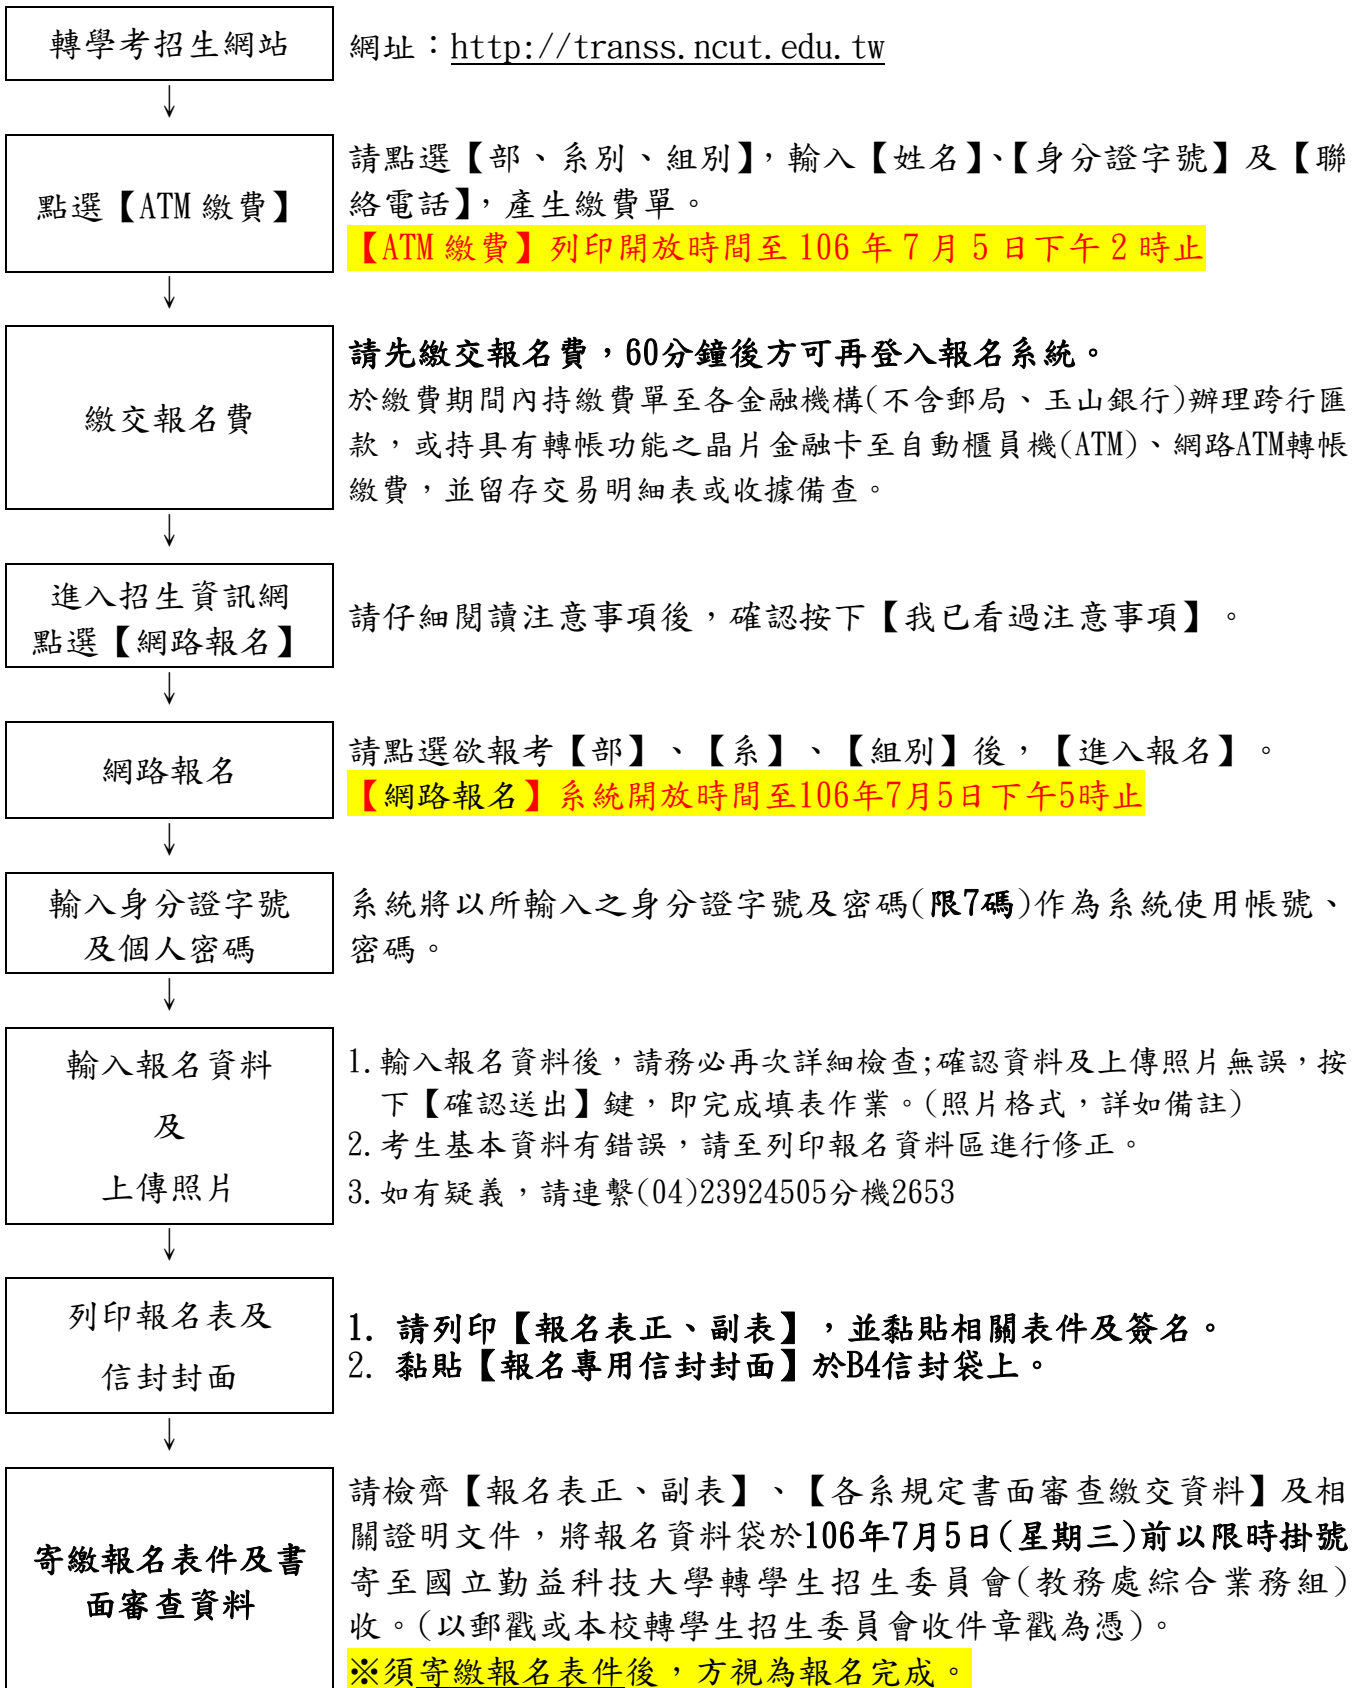 轉學考招生網站
網址：http://transs.ncut.edu.tw
↓
點選【ATM 繳費】
請點選【部、系別、組別】，輸入【姓名】、【身分證字號】及【聯
絡電話】，產生繳費單。
【ATM 繳費】列印開放時間至 106 年 7 月 5 日下午 2 時止
↓
繳交報名費
請先繳交報名費，60分鐘後方可再登入報名系統。
於繳費期間內持繳費單至各金融機構(不含郵局、玉山銀行)辦理跨行匯
款，或持具有轉帳功能之晶片金融卡至自動櫃員機(ATM)、網路ATM轉帳
繳費，並留存交易明細表或收據備查。
↓
進入招生資訊網
點選【網路報名】
請仔細閱讀注意事項後，確認按下【我已看過注意事項】。
↓
網路報名
請點選欲報考【部】、【系】、【組別】後，【進入報名】。
【網路報名】系統開放時間至106年7月5日下午5時止
↓
輸入身分證字號
及個人密碼
系統將以所輸入之身分證字號及密碼(限7碼)作為系統使用帳號、
密碼。
↓
輸入報名資料
及
上傳照片
1.輸入報名資料後，請務必再次詳細檢查;確認資料及上傳照片無誤，按
下【確認送出】鍵，即完成填表作業。(照片格式，詳如備註)
2.考生基本資料有錯誤，請至列印報名資料區進行修正。
3.如有疑義，請連繫(04)23924505分機2653
↓
列印報名表及
信封封面
1. 請列印【報名表正、副表】，並黏貼相關表件及簽名。
2. 黏貼【報名專用信封封面】於B4信封袋上。
↓
寄繳報名表件及書
面審查資料
請檢齊【報名表正、副表】、【各系規定書面審查繳交資料】及相
關證明文件，將報名資料袋於106年7月5日(星期三)前以限時掛號
寄至國立勤益科技大學轉學生招生委員會(教務處綜合業務組)
收。(以郵戳或本校轉學生招生委員會收件章戳為憑)。
※須寄繳報名表件後，方視為報名完成。